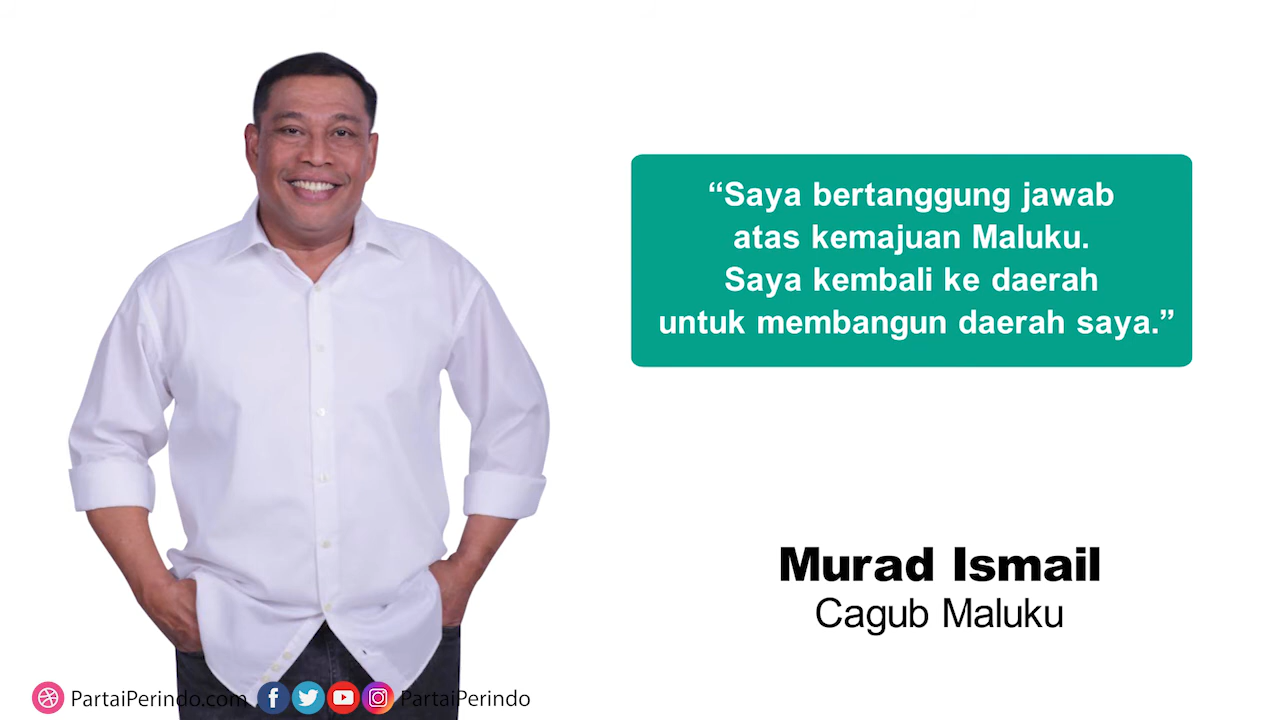 “Saya bertanggung jawab
atas kemajuan Maluku.
Saya kembali ke daerah
untuk membangun daerah saya.”
Murad Ismail
Cagub Maluku
PartaiPerindo.com PartaiPerindo